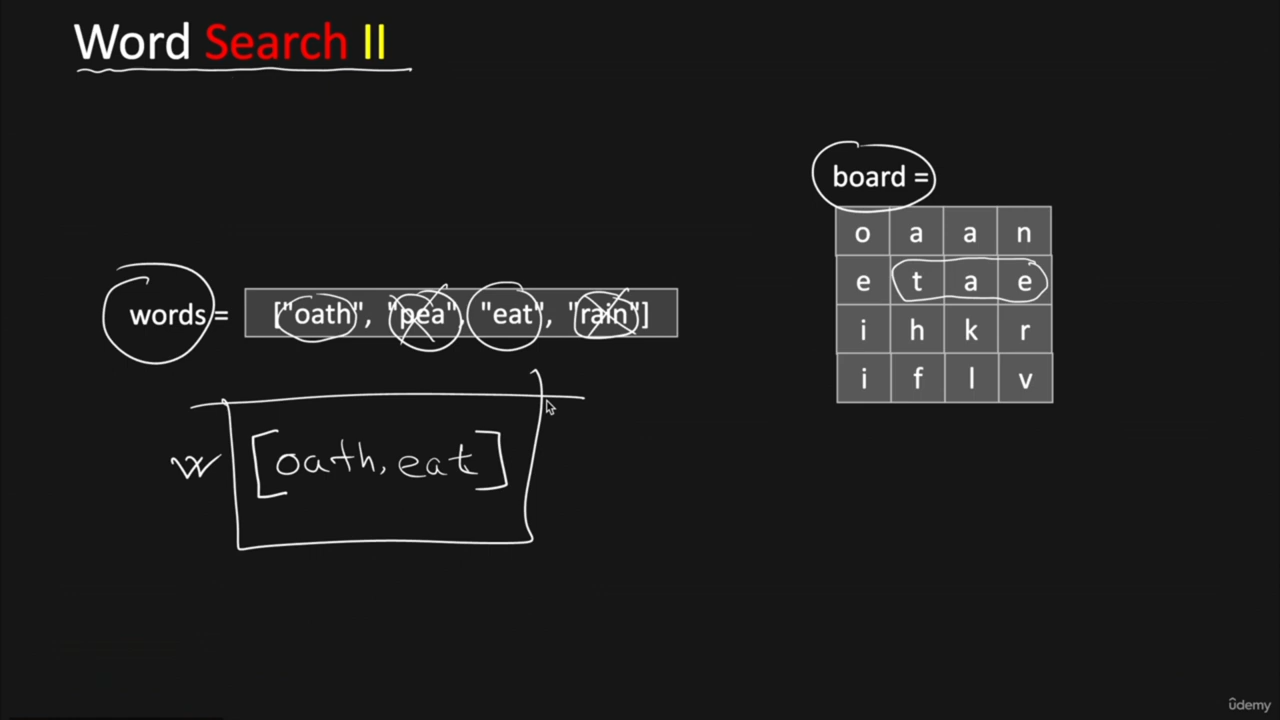 Word Search II
board =
o a a n
e t a e
i h k r
i f l v
words = ["oath", "pea", "eat", "rain"]
w [oath, eat]
ûdemy